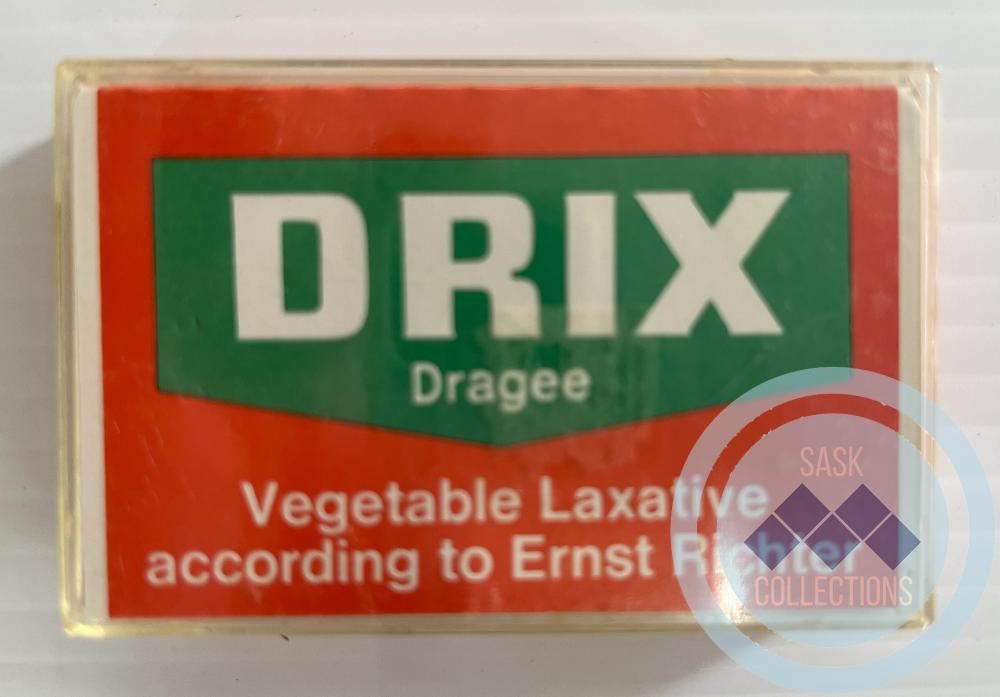 DRIX
Dragee
Vegetable Laxative
according to Ernst Richter
SASK
COLLECTIONS